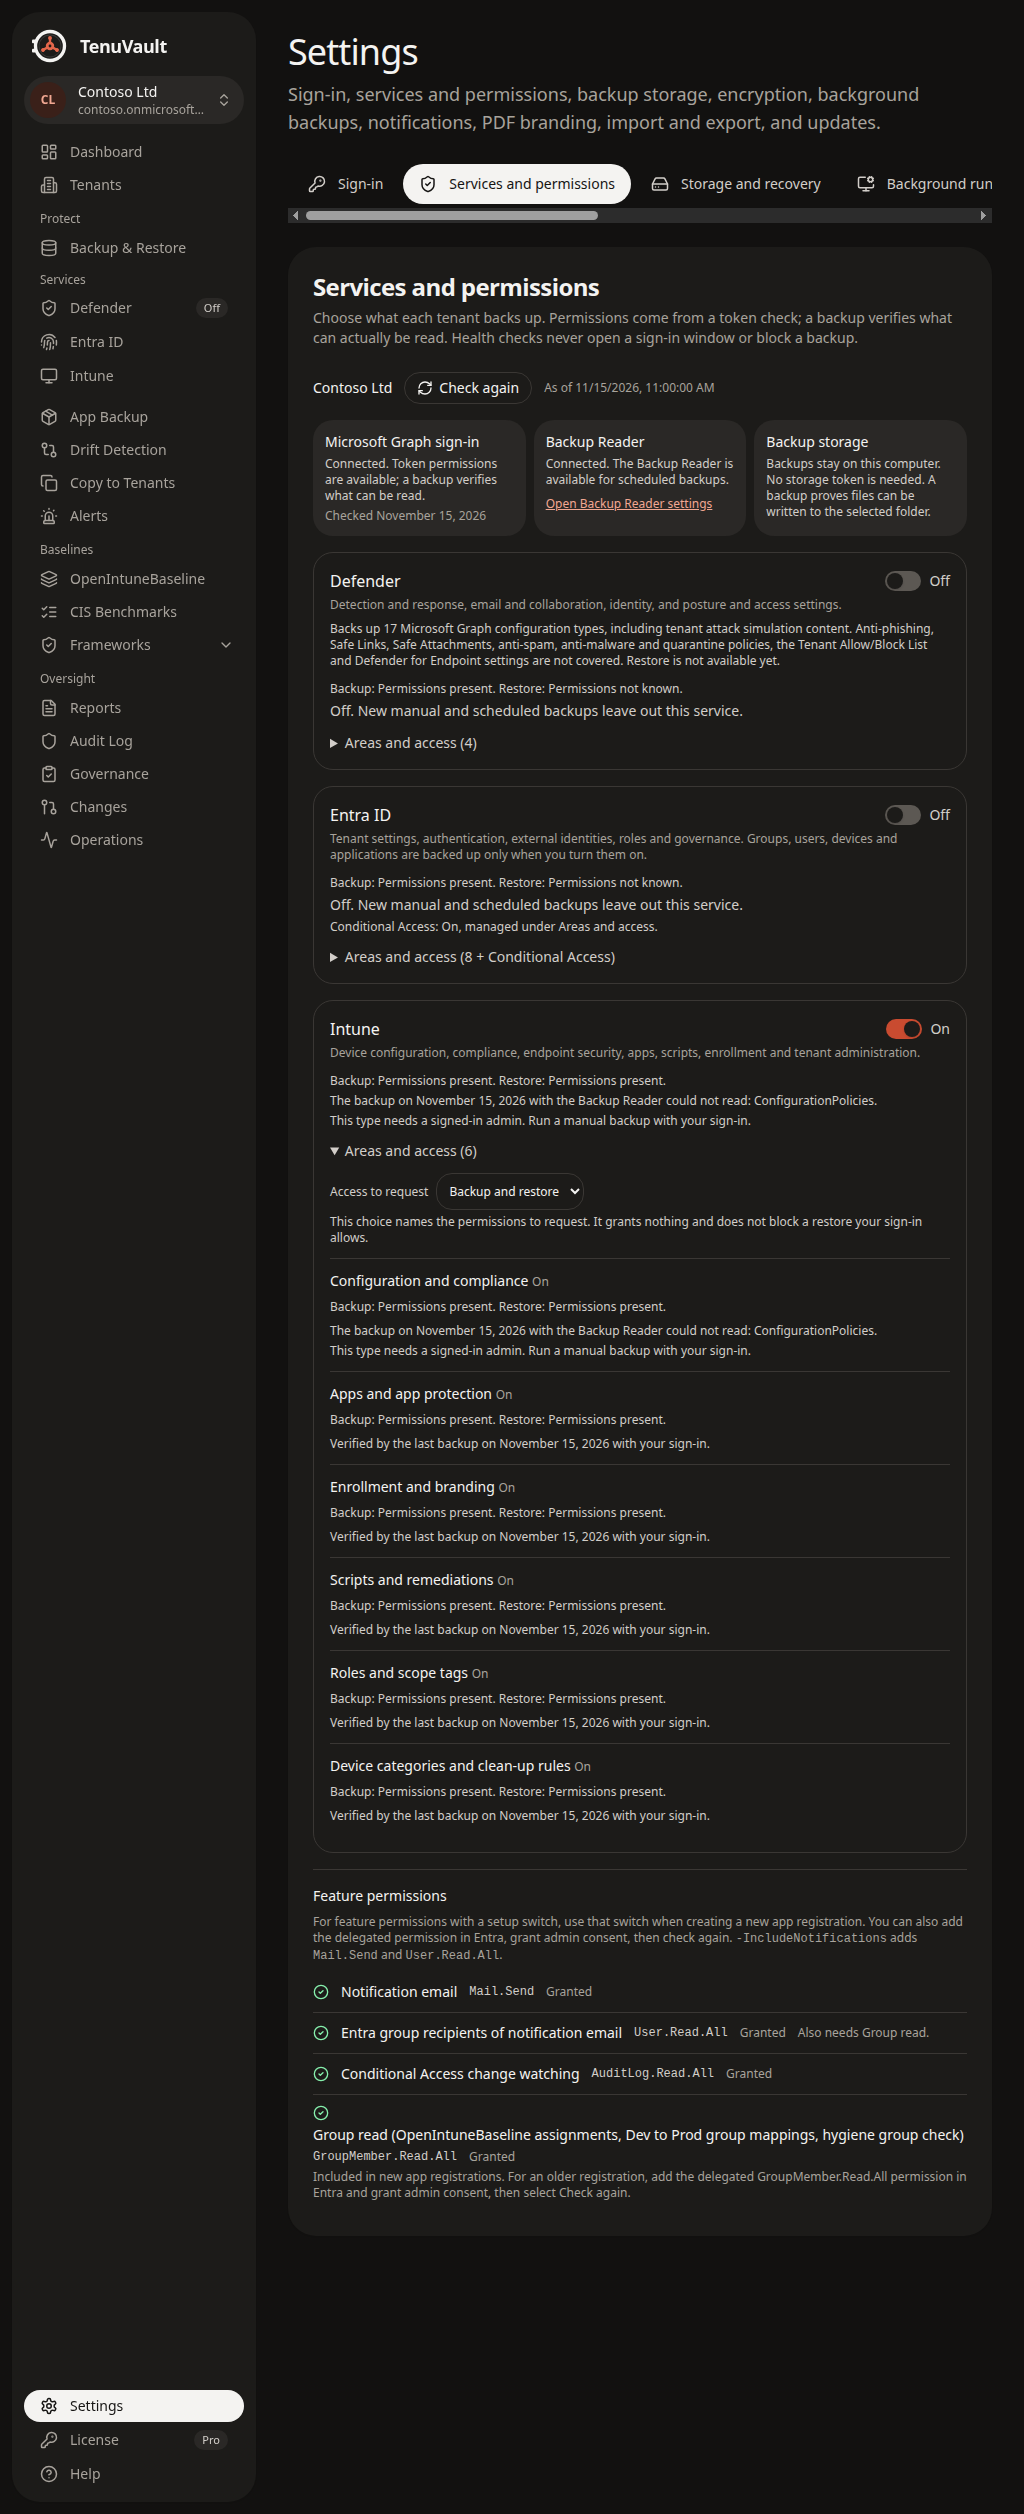 TenuVault
CL
Contoso Ltd
contoso.onmicrosoft...
Dashboard
Tenants
Protect
Backup & Restore
Services
Defender
Off
Entra ID
Intune
App Backup
Drift Detection
Copy to Tenants
Alerts
Baselines
OpenIntuneBaseline
CIS Benchmarks
Frameworks
Oversight
Reports
Audit Log
Governance
Changes
Operations
Settings
License
Pro
Help
Settings
Sign-in, services and permissions, backup storage, encryption, background
backups, notifications, PDF branding, import and export, and updates.
Sign-in
Services and permissions
Storage and recovery
Background run
Services and permissions
Choose what each tenant backs up. Permissions come from a token check; a backup verifies what
can actually be read. Health checks never open a sign-in window or block a backup.
Contoso Ltd
Check again
As of 11/15/2026, 11:00:00 AM
Microsoft Graph sign-in
Connected. Token permissions
are available; a backup verifies
what can be read.
Checked November 15, 2026
Backup Reader
Connected. The Backup Reader is
available for scheduled backups.
Open Backup Reader settings
Backup storage
Backups stay on this computer.
No storage token is needed. A
backup proves files can be
written to the selected folder.
Defender
Off
Detection and response, email and collaboration, identity, and posture and access settings.
Backs up 17 Microsoft Graph configuration types, including tenant attack simulation content. Anti-phishing,
Safe Links, Safe Attachments, anti-spam, anti-malware and quarantine policies, the Tenant Allow/Block List
and Defender for Endpoint settings are not covered. Restore is not available yet.
Backup: Permissions present. Restore: Permissions not known.
Off. New manual and scheduled backups leave out this service.
Areas and access (4)
Entra ID
Off
Tenant settings, authentication, external identities, roles and governance. Groups, users, devices and
applications are backed up only when you turn them on.
Backup: Permissions present. Restore: Permissions not known.
Off. New manual and scheduled backups leave out this service.
Conditional Access: On, managed under Areas and access.
Areas and access (8 + Conditional Access)
Intune
On
Device configuration, compliance, endpoint security, apps, scripts, enrollment and tenant administration.
Backup: Permissions present. Restore: Permissions present.
The backup on November 15, 2026 with the Backup Reader could not read: ConfigurationPolicies.
This type needs a signed-in admin. Run a manual backup with your sign-in.
Areas and access (6)
Access to request
Backup and restore
This choice names the permissions to request. It grants nothing and does not block a restore your sign-in
allows.
Configuration and compliance On
Backup: Permissions present. Restore: Permissions present.
The backup on November 15, 2026 with the Backup Reader could not read: ConfigurationPolicies.
This type needs a signed-in admin. Run a manual backup with your sign-in.
Apps and app protection On
Backup: Permissions present. Restore: Permissions present.
Verified by the last backup on November 15, 2026 with your sign-in.
Enrollment and branding On
Backup: Permissions present. Restore: Permissions present.
Verified by the last backup on November 15, 2026 with your sign-in.
Scripts and remediations On
Backup: Permissions present. Restore: Permissions present.
Verified by the last backup on November 15, 2026 with your sign-in.
Roles and scope tags On
Backup: Permissions present. Restore: Permissions present.
Verified by the last backup on November 15, 2026 with your sign-in.
Device categories and clean-up rules On
Backup: Permissions present. Restore: Permissions present.
Verified by the last backup on November 15, 2026 with your sign-in.
Feature permissions
For feature permissions with a setup switch, use that switch when creating a new app registration. You can also add
the delegated permission in Entra, grant admin consent, then check again. -IncludeNotifications adds
Mail.Send and User.Read.All.
Notification email Mail.Send Granted
Entra group recipients of notification email User.Read.All Granted Also needs Group read.
Conditional Access change watching AuditLog.Read.All Granted
Group read (OpenIntuneBaseline assignments, Dev to Prod group mappings, hygiene group check)
GroupMember.Read.All Granted
Included in new app registrations. For an older registration, add the delegated GroupMember.Read.All permission in
Entra and grant admin consent, then select Check again.